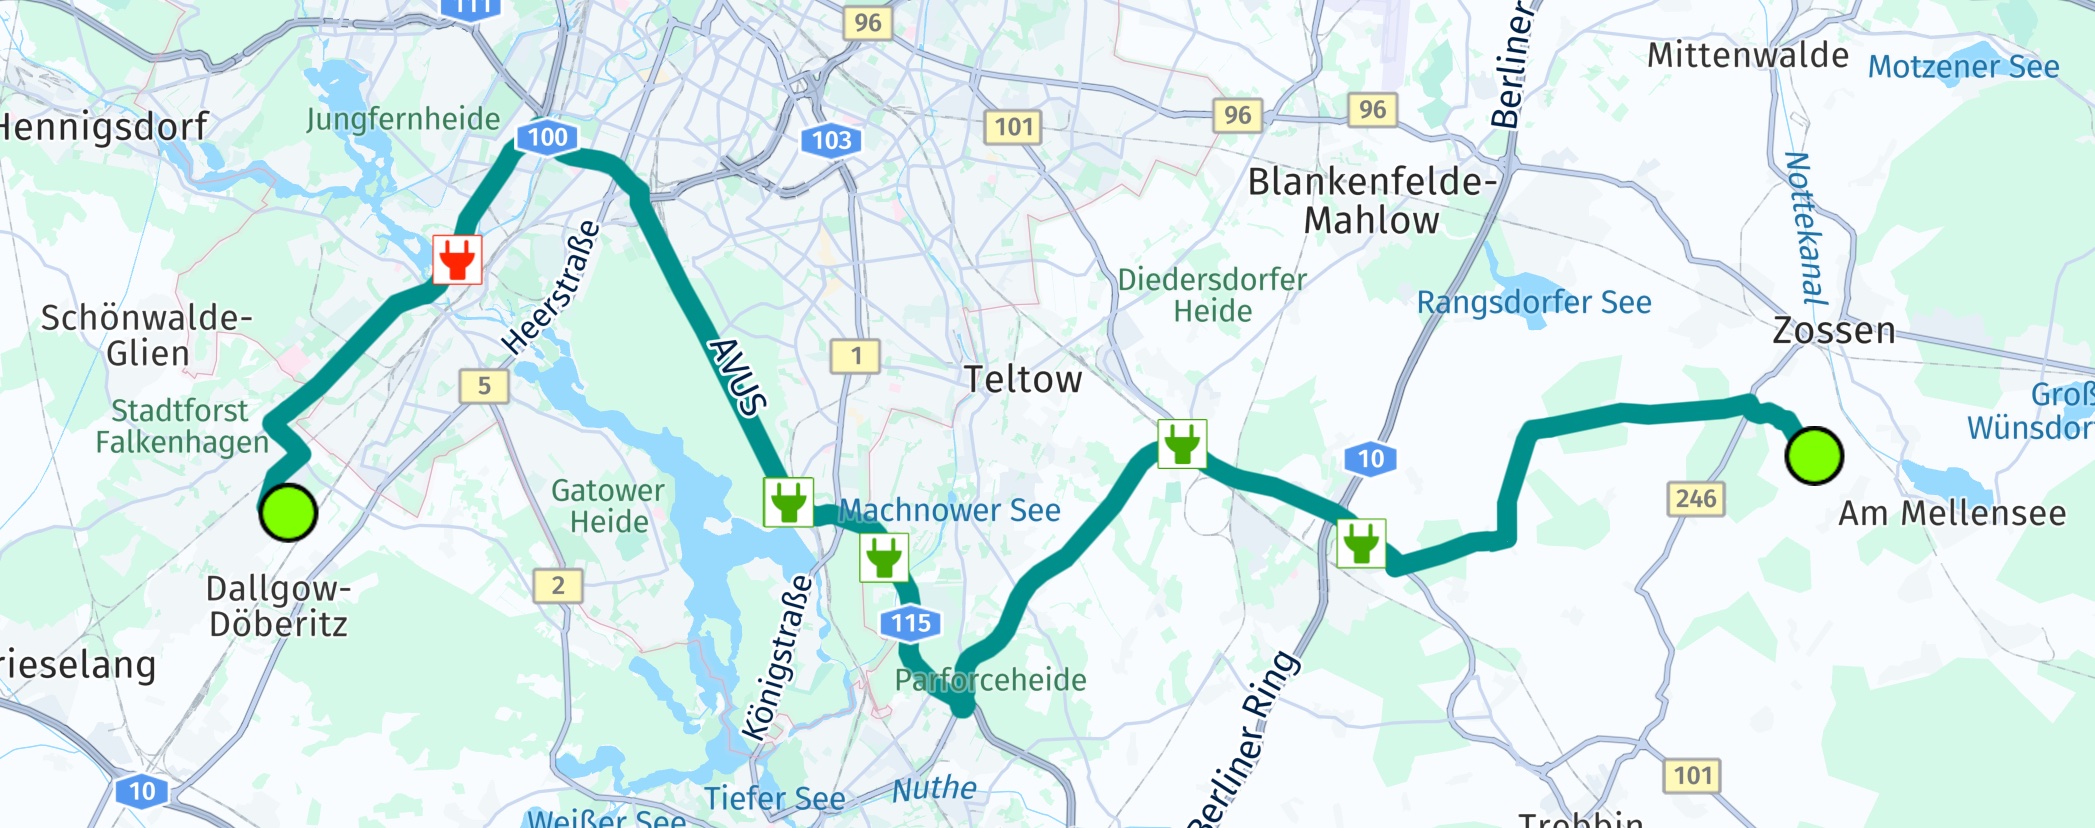 111
96
Mittenwalde
Motzener See
Berliner
Hennigsdorf
Jungfernheide
100
103
101
96
96
Blankenfelde-
Mahlow
Nottekanal
Heerstraße
Diedersdorfer
Heide
Rangsdorfer See
Zossen
Schönwalde-
Glien
AVUS
1
Teltow
5
Stadtforst
Falkenhagen
10
246
Groß
Wünsdor
Gatower
Heide
Machnower See
Am Mellensee
Dallgow-
Döberitz
2
Königstraße
115
Parforceheide
rieselang
Berliner Ring
10
Tiefer See
Nuthe
101
Weißer See
Trebbin